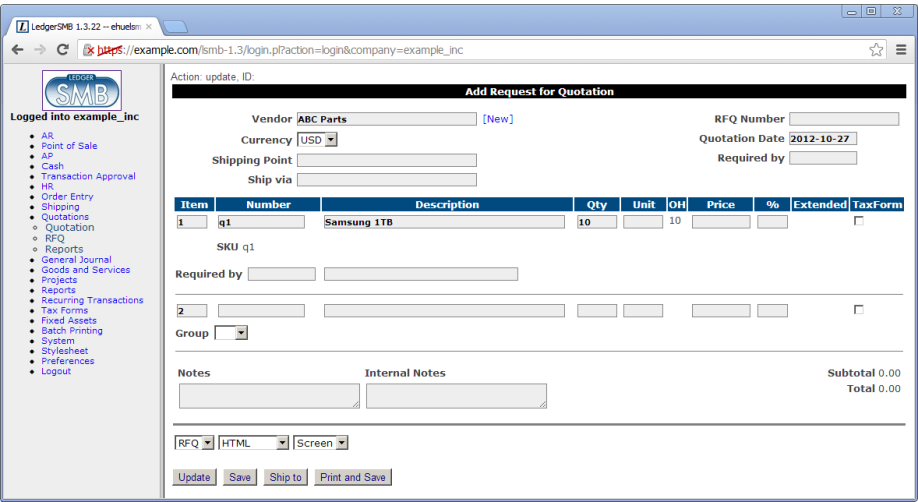 LedgerSMB 1.3.22 -- ehuelsm
https://example.com/lsmb-1.3/login.pl?action=login&company=example_inc
LEDGER
SMB
Logged into example_inc
AR
Point of Sale
AP
Cash
Transaction Approval
HR
Order Entry
Shipping
Quotations
Quotation
RFQ
Reports
General Journal
Goods and Services
Projects
Reports
Recurring Transactions
Tax Forms
Fixed Assets
Batch Printing
System
Stylesheet
Preferences
Logout
Action: update, ID:
Add Request for Quotation
Vendor ABC Parts [New] RFQ Number
Currency USD Quotation Date 2012-10-27
Shipping Point Required by
Ship via
Item Number Description Qty Unit OH Price % Extended TaxForm
1 q1 Samsung 1TB 10 10
SKU q1
Required by
2
Group
Notes Internal Notes Subtotal 0.00
Total 0.00
RFQ HTML Screen
Update Save Ship to Print and Save